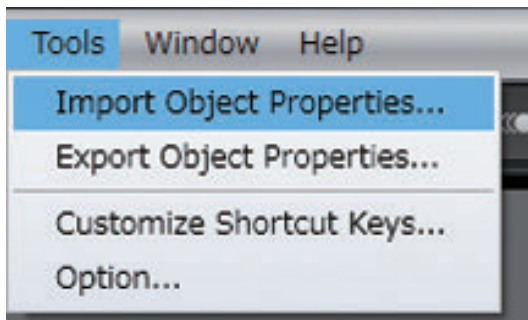 Tools Window Help
Import Object Properties...
Export Object Properties...
Customize Shortcut Keys...
Option...